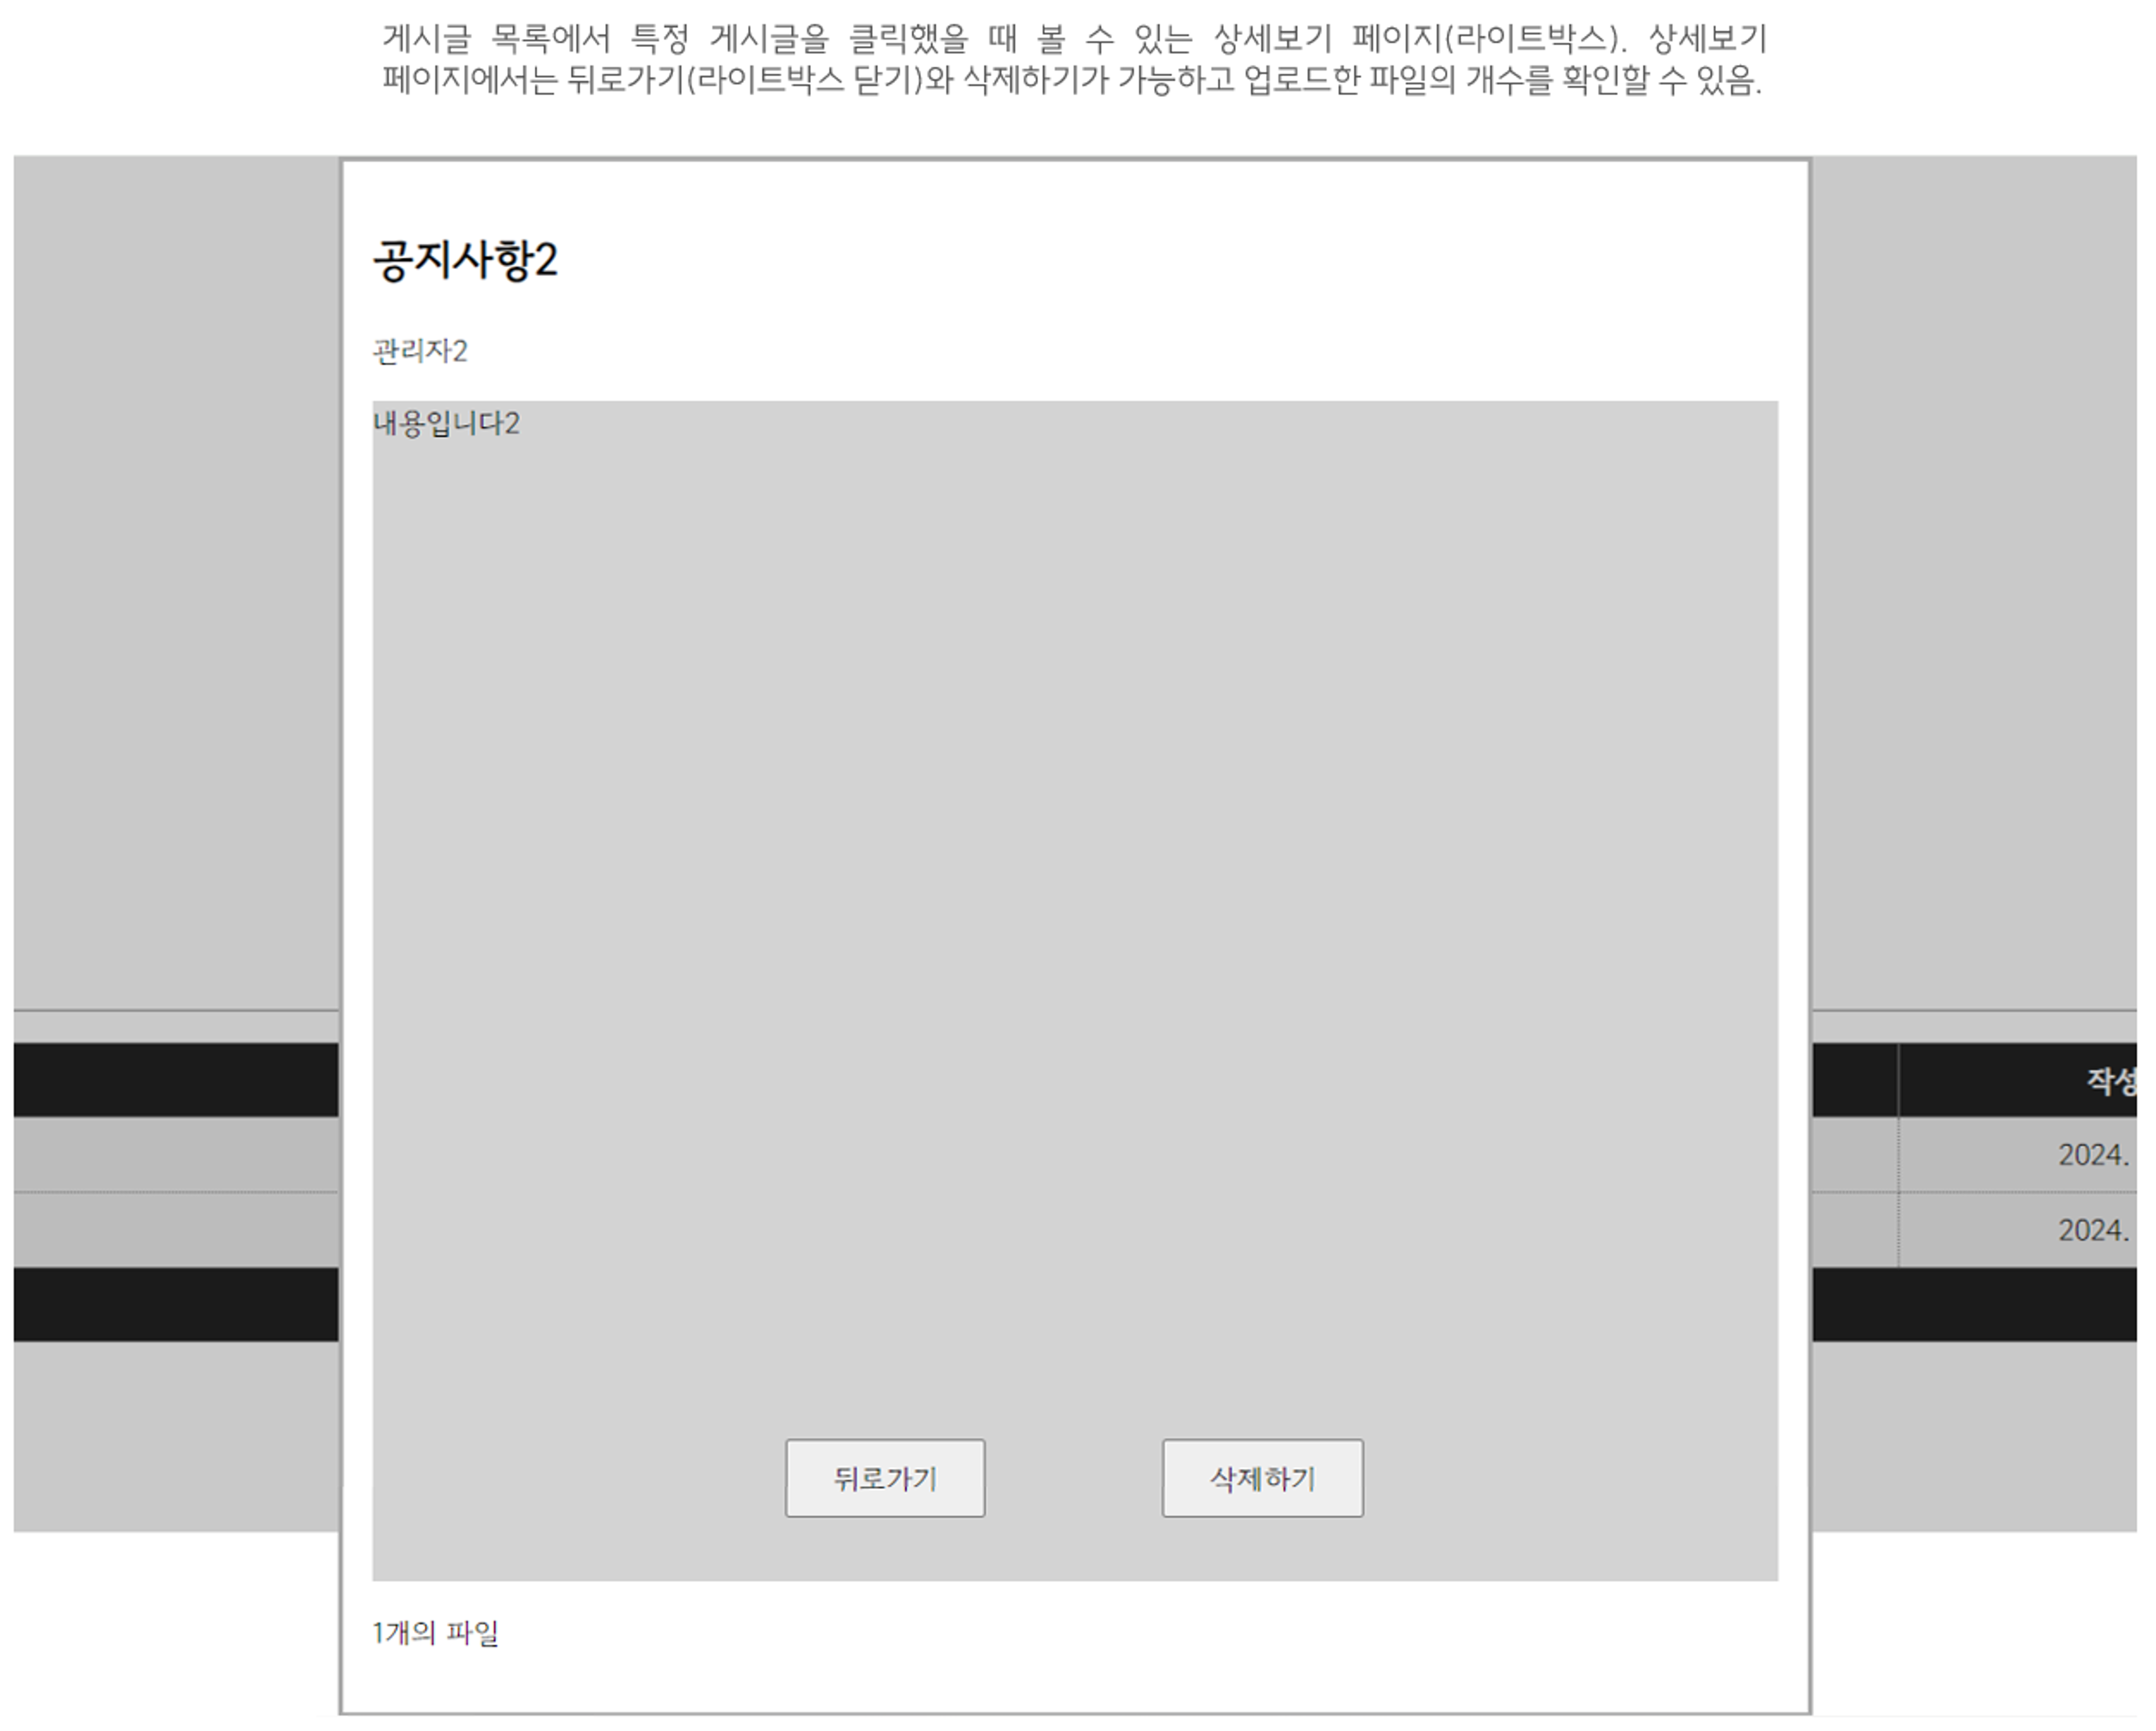 게시글 목록에서 특정 게시글을 클릭했을 때 볼 수 있는 상세보기 페이지(라이트박스). 상세보기
페이지에서는 뒤로가기(라이트박스 닫기)와 삭제하기가 가능하고 업로드한 파일의 개수를 확인할 수 있음.
공지사항2
관리자2
내용입니다2
작성
2024.
2024.
뒤로가기
삭제하기
1개의 파일